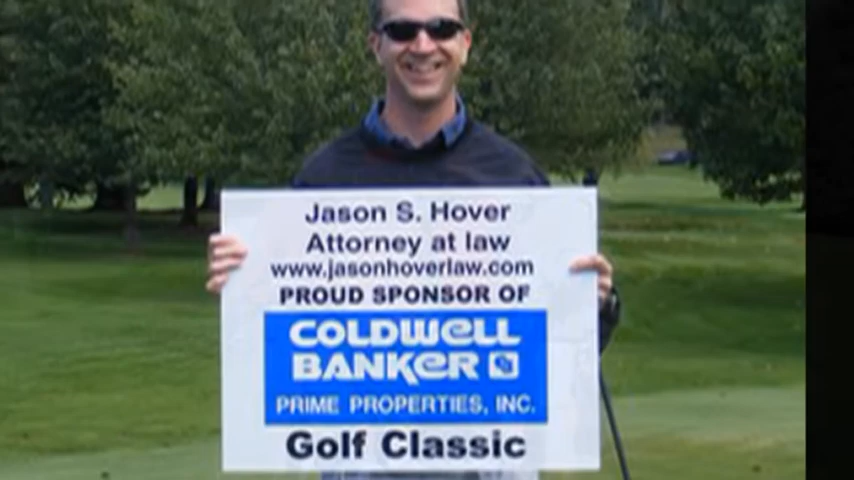 Jason S. Hover
Attorney at law
www.jasonhoverlaw.com
PROUD SPONSOR OF
COLDWELL
BANKER
PRIME PROPERTIES, INC.
Golf Classic